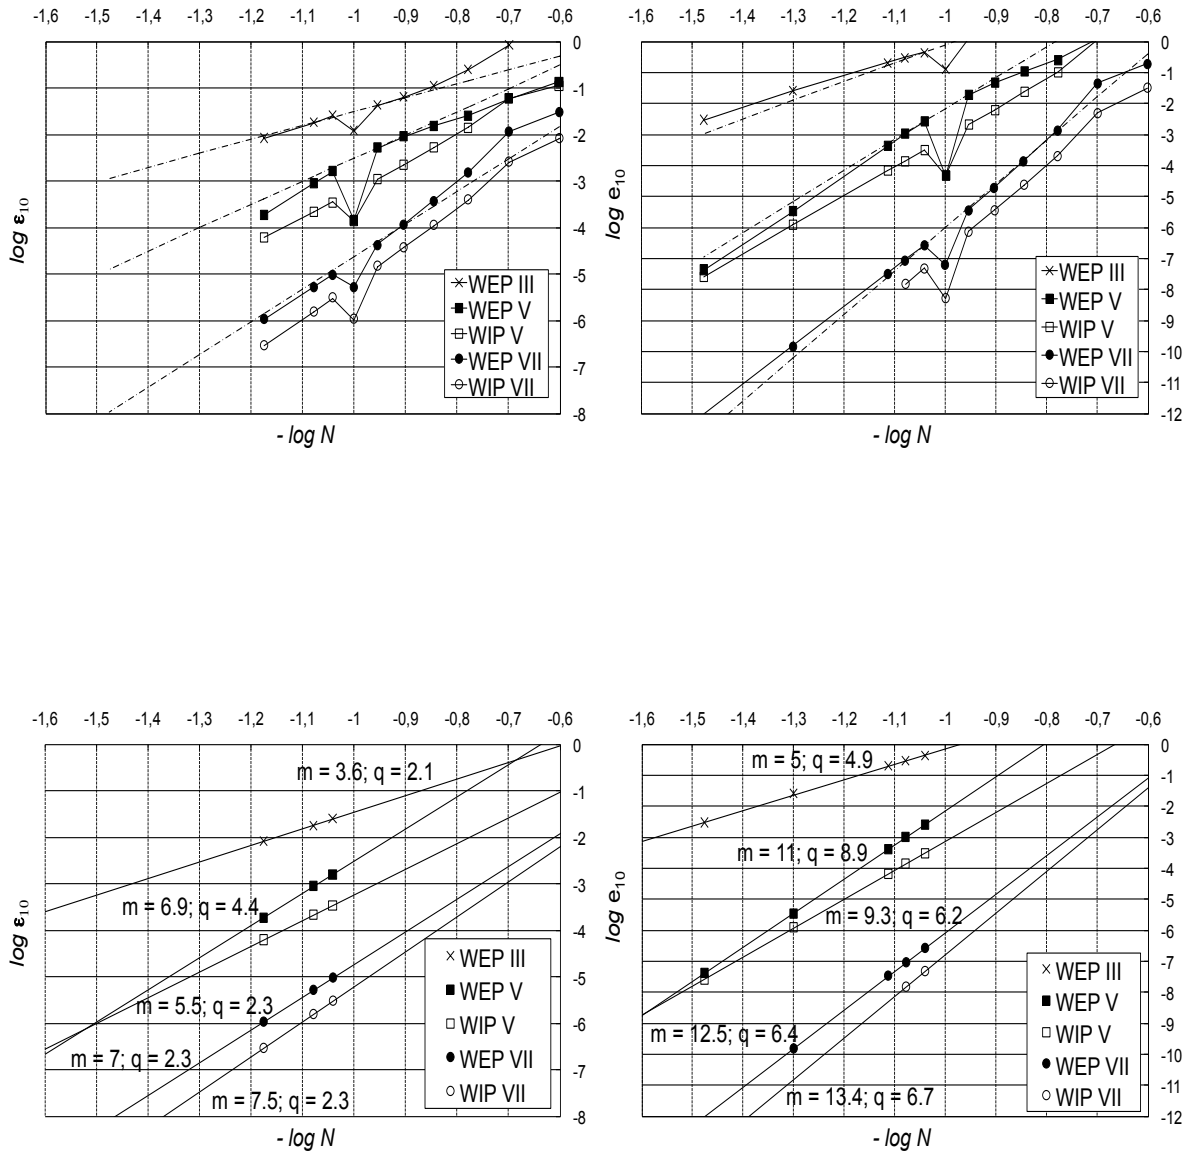 -1,6 -1,5 -1,4 -1,3 -1,2 -1,1 -1 -0,9 -0,8 -0,7 -0,6
0
-1
-2
-3
-4
-5
-6
-7
-8
log ε10
- log N
WEP III
WEP V
WIP V
WEP VII
WIP VII
-1,6 -1,5 -1,4 -1,3 -1,2 -1,1 -1 -0,9 -0,8 -0,7 -0,6
0
-1
-2
-3
-4
-5
-6
-7
-8
-9
-10
-11
-12
log e10
- log N
WEP III
WEP V
WIP V
WEP VII
WIP VII
-1,6 -1,5 -1,4 -1,3 -1,2 -1,1 -1 -0,9 -0,8 -0,7 -0,6
0
-1
-2
-3
-4
-5
-6
-7
-8
log ε10
- log N
m = 3.6; q = 2.1
m = 6.9; q = 4.4
m = 5.5; q = 2.3
m = 7; q = 2.3
m = 7.5; q = 2.3
WEP III
WEP V
WIP V
WEP VII
WIP VII
-1,6 -1,5 -1,4 -1,3 -1,2 -1,1 -1 -0,9 -0,8 -0,7 -0,6
0
-1
-2
-3
-4
-5
-6
-7
-8
-9
-10
-11
-12
log e10
- log N
m = 5; q = 4.9
m = 11; q = 8.9
m = 9.3; q = 6.2
m = 12.5; q = 6.4
m = 13.4; q = 6.7
WEP III
WEP V
WIP V
WEP VII
WIP VII